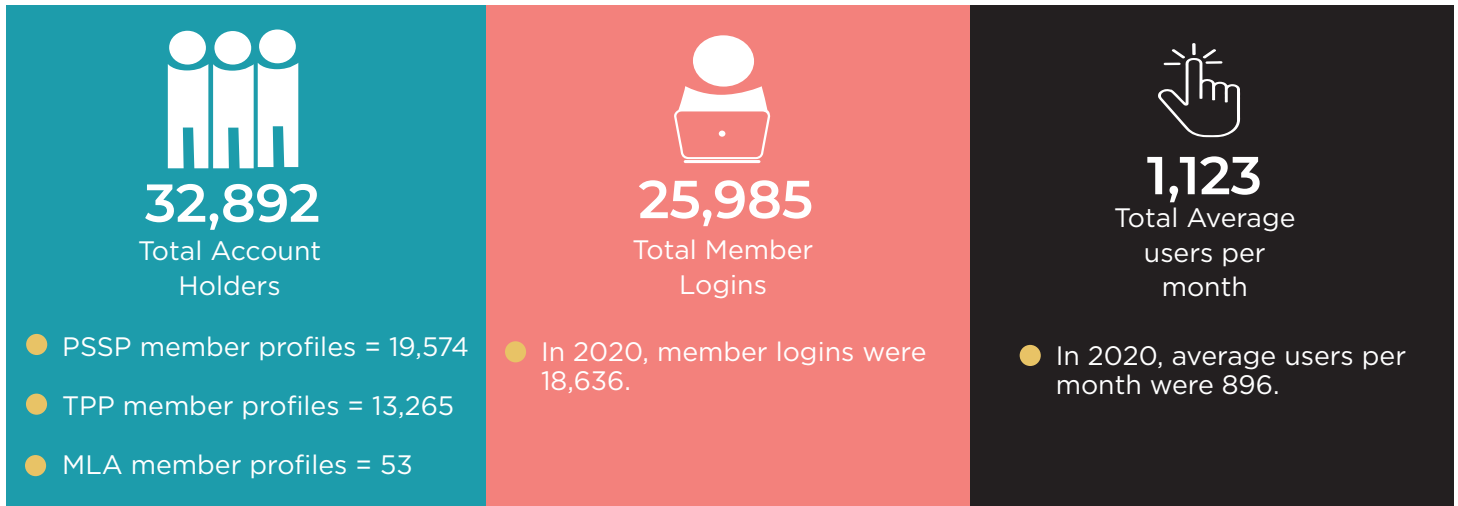 32,892
Total Account
Holders
PSSP member profiles = 19,574
TPP member profiles = 13,265
MLA member profiles = 53
25,985
Total Member
Logins
In 2020, member logins were
18,636.
1,123
Total Average
users per
month
In 2020, average users per
month were 896.